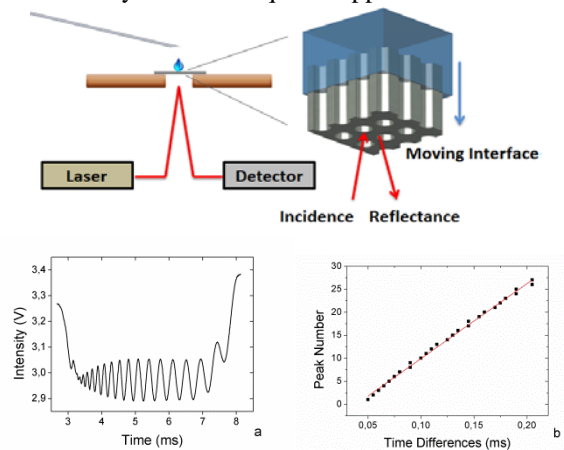 Laser
Detector
Moving Interface
Incidence
Reflectance
3,4
3,3
3,2
3,1
3,0
2,9
Intensity (V)
3
4
5
6
7
8
Time (ms)
a
30
25
20
15
10
5
0
Peak Number
0,05
0,10
0,15
0,20
Time Differences (ms)
b